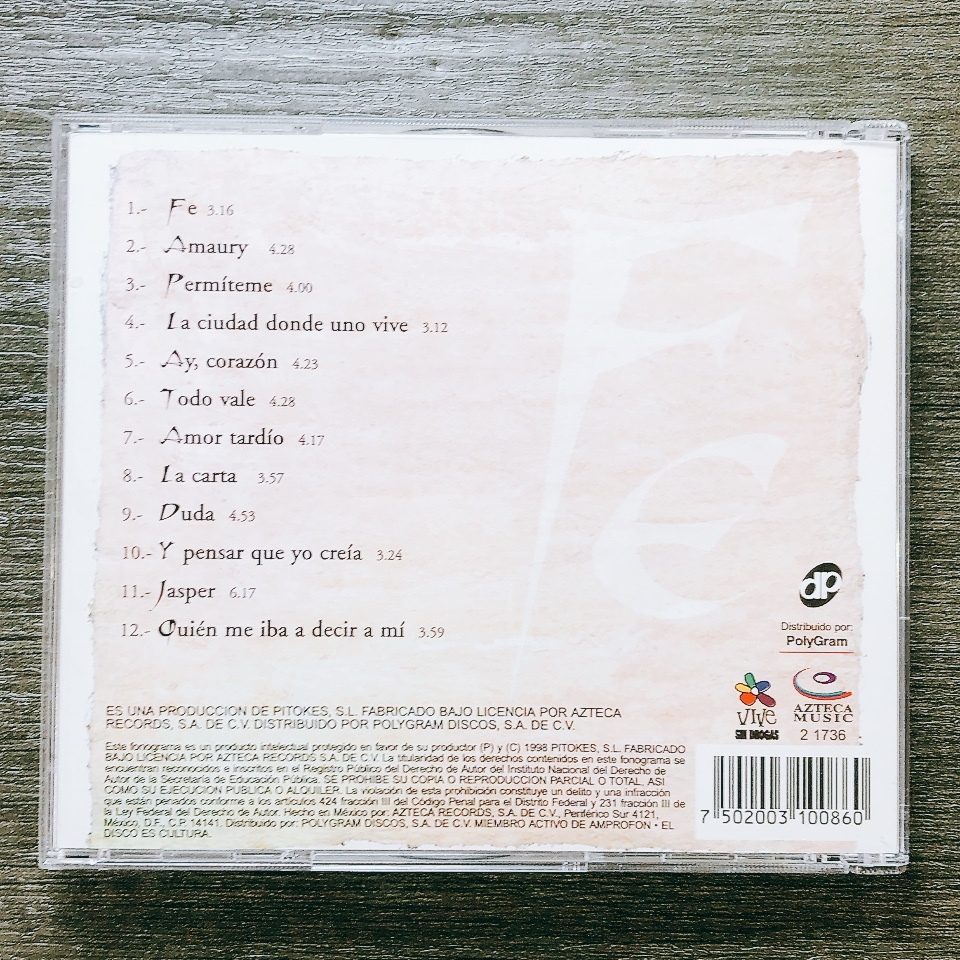 1.- Fe 3.16
2.- Amaury 4.28
3.- Permíteme 4.00
4.- La ciudad donde uno vive 3.12
5.- Ay, corazón 4.23
6.- Todo vale 4.28
7.- Amor tardío 4.17
8.- La carta 3.57
9.- Duda 4.53
10.- Y pensar que yo creía 3.24
11.- Jasper 6.17
12.- Quién me iba a decir a mí 3.59
Fe
dp
Distribuido por:
PolyGram
VIVE
SIN DROGAS
AZTECA
MUSIC
2 1736
ES UNA PRODUCCION DE PITOKES, S.L. FABRICADO BAJO LICENCIA POR AZTECA
RECORDS, S.A. DE C.V. DISTRIBUIDO POR POLYGRAM DISCOS, S.A. DE C.V.
Este fonograma es un producto intelectual protegido en favor de su productor (P) y (C) 1998 PITOKES, S.L. FABRICADO
BAJO LICENCIA POR AZTECA RECORDS S.A. DE C.V. La titularidad de los derechos contenidos en este fonograma se
encuentran reconocidos e inscritos en el Registro Público del Derecho de Autor del Instituto Nacional del Derecho de
Autor de la Secretaría de Educación Pública. SE PROHIBE SU COPIA O REPRODUCCION PARCIAL O TOTAL, ASI
COMO SU EJECUCION PUBLICA O ALQUILER. La violación de esta prohibición constituye un delito y una infracción
que están penados conforme a los artículos 424 fracción III del Código Penal para el Distrito Federal y 231 fracción III de
la Ley Federal del Derecho de Autor. Hecho en México por: AZTECA RECORDS, S.A. DE C.V., Periférico Sur 4121,
México, D.F., C.P. 14141. Distribuido por: POLYGRAM DISCOS, S.A. DE C.V. MIEMBRO ACTIVO DE AMPROFON • EL
DISCO ES CULTURA.
7 502003 100860